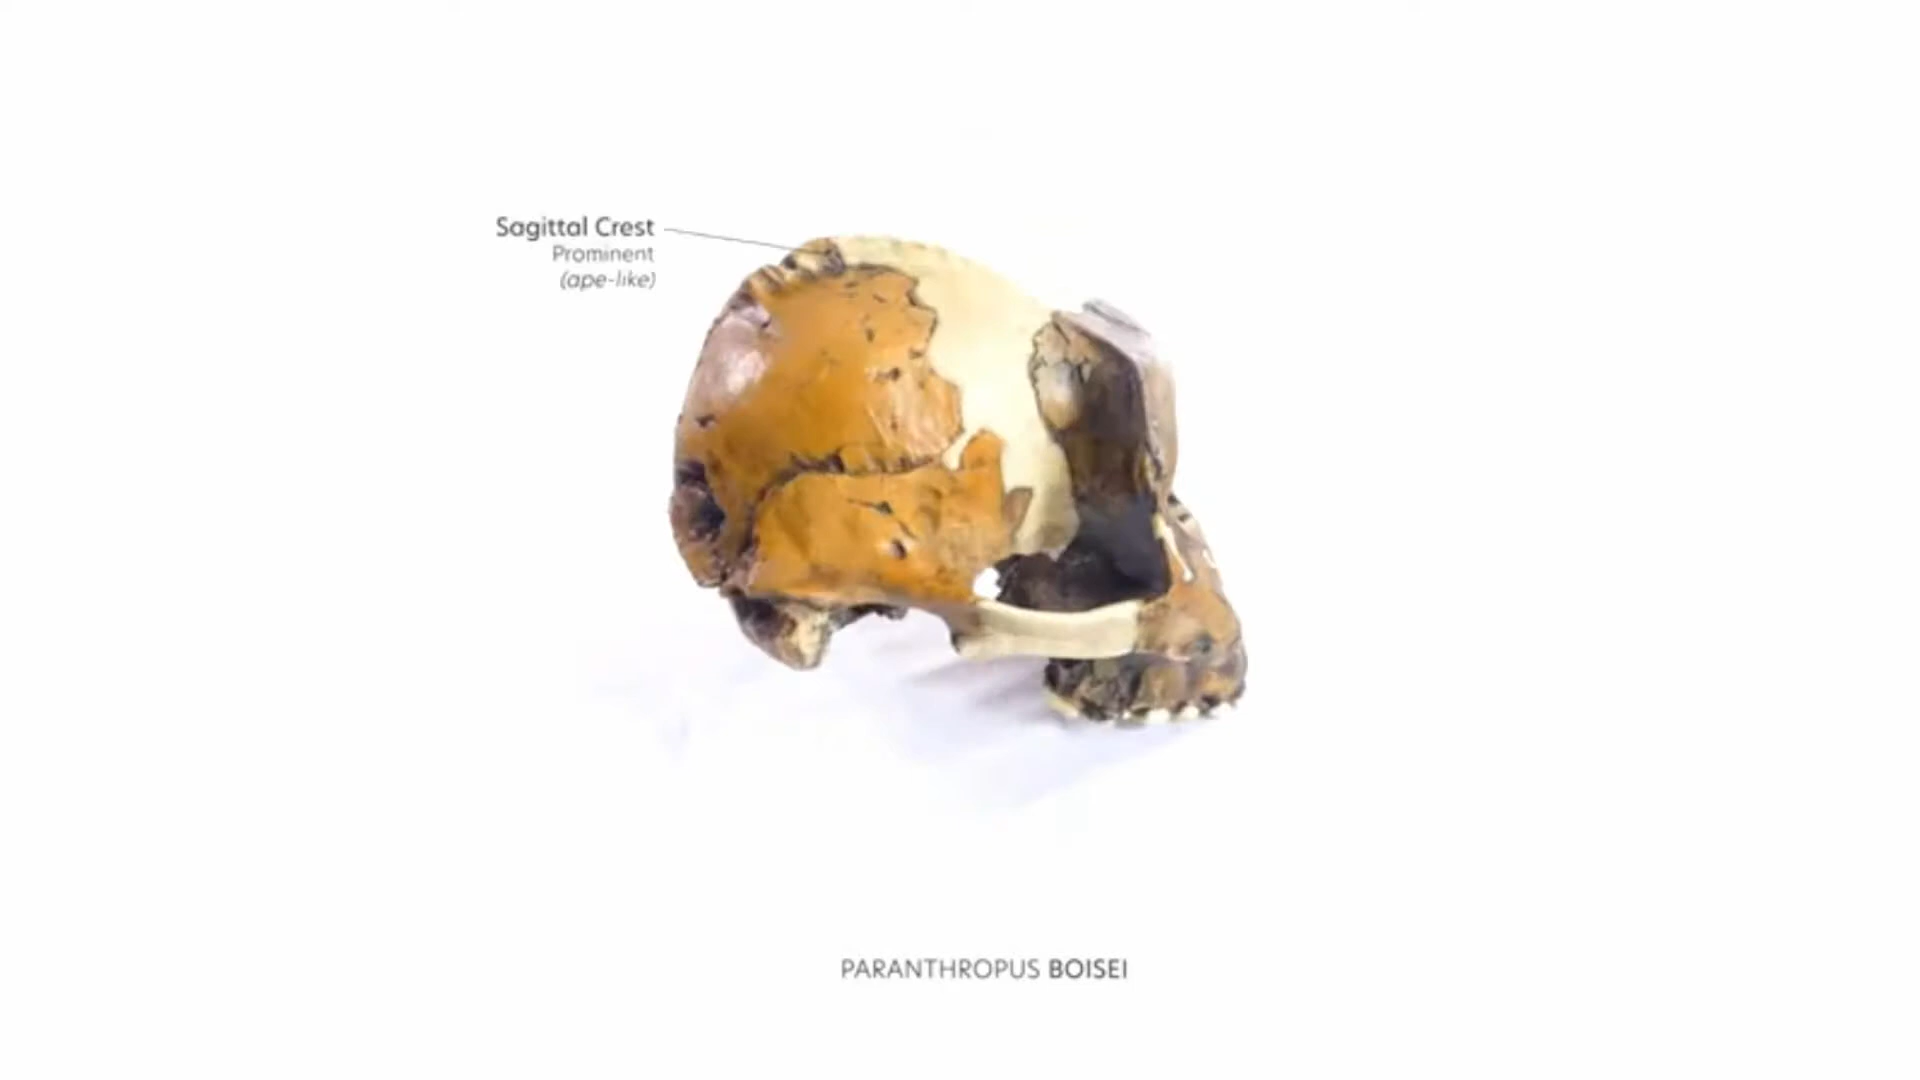 Sagittal Crest
Prominent
(ape-like)
PARANTHROPUS BOISEI